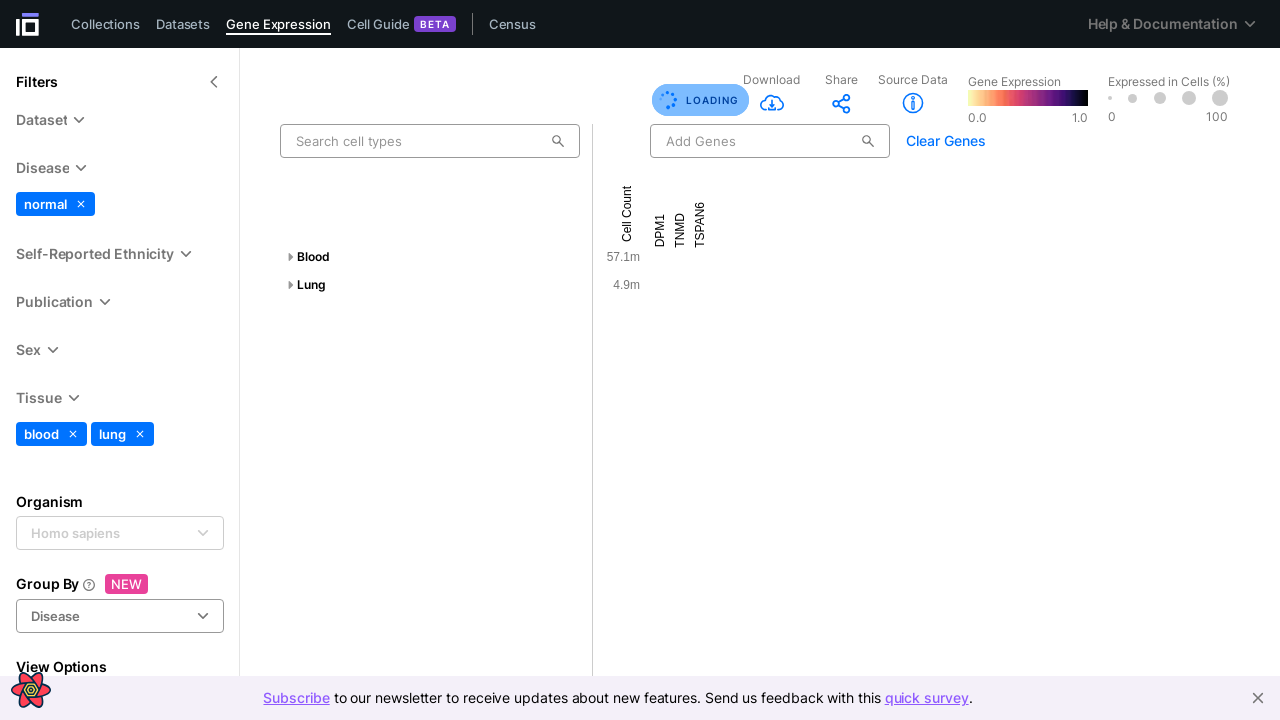 Collections Datasets Gene Expression Cell Guide BETA Census Help & Documentation
Filters
Dataset
Disease
normal
Self-Reported Ethnicity
Publication
Sex
Tissue
blood lung
Organism
Homo sapiens
Group By NEW
Disease
View Options
LOADING
Download Share Source Data
Gene Expression
0.0 1.0
Expressed in Cells (%)
0 100
Search cell types
Add Genes
Clear Genes
Cell Count
DPM1
TNMD
TSPAN6
Blood 57.1m
Lung 4.9m
Subscribe to our newsletter to receive updates about new features. Send us feedback with this quick survey.